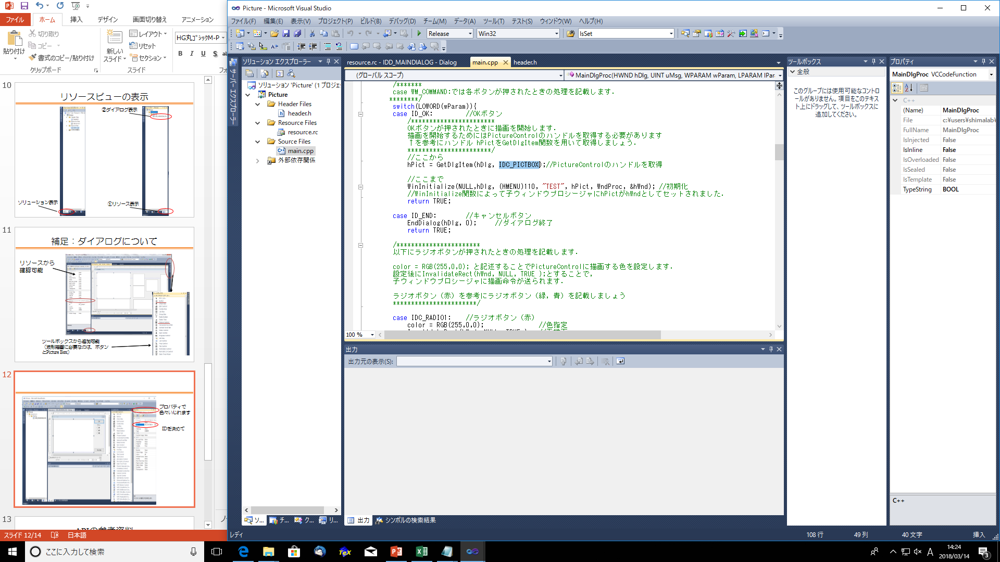 ファイル
ホーム
挿入
デザイン
画面切り替え
アニメーション
貼り付け
切り取り
コピー
書式のコピー/貼り付け
クリップボード
新しい
スライド
レイアウト
リセット
セクション
スライド
HG丸ｺﾞｼｯｸM-P
B I U S
10
リソースビューの表示
②ダイアログ表示
ソリューション表示
①リソース表示
11
補足：ダイアログについて
リソースから
確認可能
ツールボックスから追加可能
（波形描画に必要なのは，ボタン
とPicture Box）
12
プロパティで
色々いじれます
IDを決めて
13
APIの参考資料
スライド 12/14
日本語
Picture - Microsoft Visual Studio
ファイル(F) 編集(E) 表示(V) プロジェクト(P) ビルド(B) デバッグ(D) チーム(M) データ(A) ツール(T) テスト(S) ウィンドウ(W) ヘルプ(H)
Release
Win32
IsSet
サーバー エクスプローラー
ソリューション エクスプローラー
ソリューション 'Picture' (1 プロジェ
Picture
Header Files
header.h
Resource Files
resource.rc
Source Files
main.cpp
外部依存関係
ソ...
チ...
ク...
リ...
resource.rc - IDD_MAINDIALOG - Dialog
main.cpp
header.h
(グローバル スコープ)
MainDlgProc(HWND hDlg, UINT uMsg, WPARAM wParam, LPARAM lPar
/*******
case WM_COMMAND:では各ボタンが押されたときの処理を記載します．
********/
switch(LOWORD(wParam)){
case ID_OK: //OKボタン
/***********************
OKボタンが押されたときに描画を開始します．
描画を開始するためにはPictureControlのハンドルを取得する必要があります
↑を参考にハンドル hPictをGetDlgItem関数を用いて取得しましょう．
***********************/
//ここから
hPict = GetDlgItem(hDlg, IDC_PICTBOX);//PictureControlのハンドルを取得
//ここまで
WinInitialize(NULL,hDlg, (HMENU)110, "TEST", hPict, WndProc, &hWnd); //初期化
//WinInitialize関数によって子ウィンドウプロシージャにhPictがhWndとしてセットされました．
return TRUE;
case ID_END: //キャンセルボタン
EndDialog(hDlg, 0); //ダイアログ終了
return TRUE;
/***********************
以下にラジオボタンが押されたときの処理を記載します．
color = RGB(255,0,0); と記述することでPictureControlに描画する色を設定します．
設定後にInvalidateRect(hWnd, NULL, TRUE );とすることで，
子ウィンドウプロシージャに描画命令が送られます．
ラジオボタン（赤）を参考にラジオボタン（緑，青）を記載しましょう
***********************/
case IDC_RADIO1: //ラジオボタン（赤）
color = RGB(255,0,0); //色指定
100 %
出力
出力元の表示(S):
出力
シンボルの検索結果
ツールボックス
全般
このグループには使用可能なコントロ
ールがありません。項目をこのテキス
ト上にドラッグして、ツールボックスに
追加してください。
プロパティ
MainDlgProc VCCodeFunction
C++
(Name) MainDlgProc
File c:¥users¥shimalab¥
FullName MainDlgProc
IsInjected False
IsInline False
IsOverloaded False
IsSealed False
IsTemplate False
TypeString BOOL
C++
レディ
108 行
49 列
40 文字
挿入
ここに入力して検索
TeX
A
14:24
2018/03/14
3